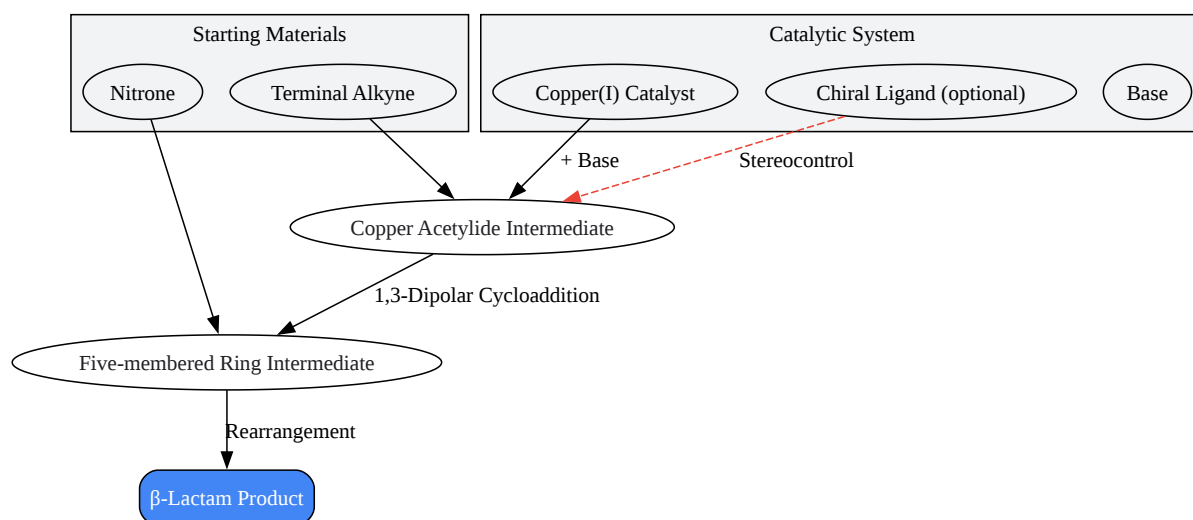 Starting Materials
Catalytic System
Nitrone
Terminal Alkyne
Copper(I) Catalyst
Chiral Ligand (optional)
Base
+ Base
Stereocontrol
Copper Acetylide Intermediate
1,3-Dipolar Cycloaddition
Five-membered Ring Intermediate
Rearrangement
β-Lactam Product